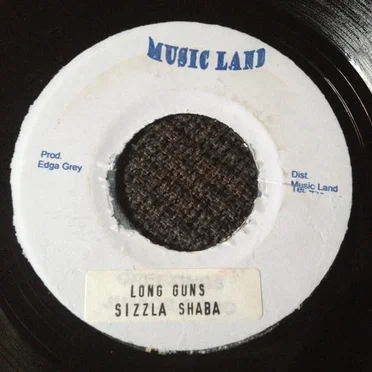 MUSIC LAND
Prod.
Edga Grey
Dist.
Music Land
LONG GUNS
SIZZLA SHABA